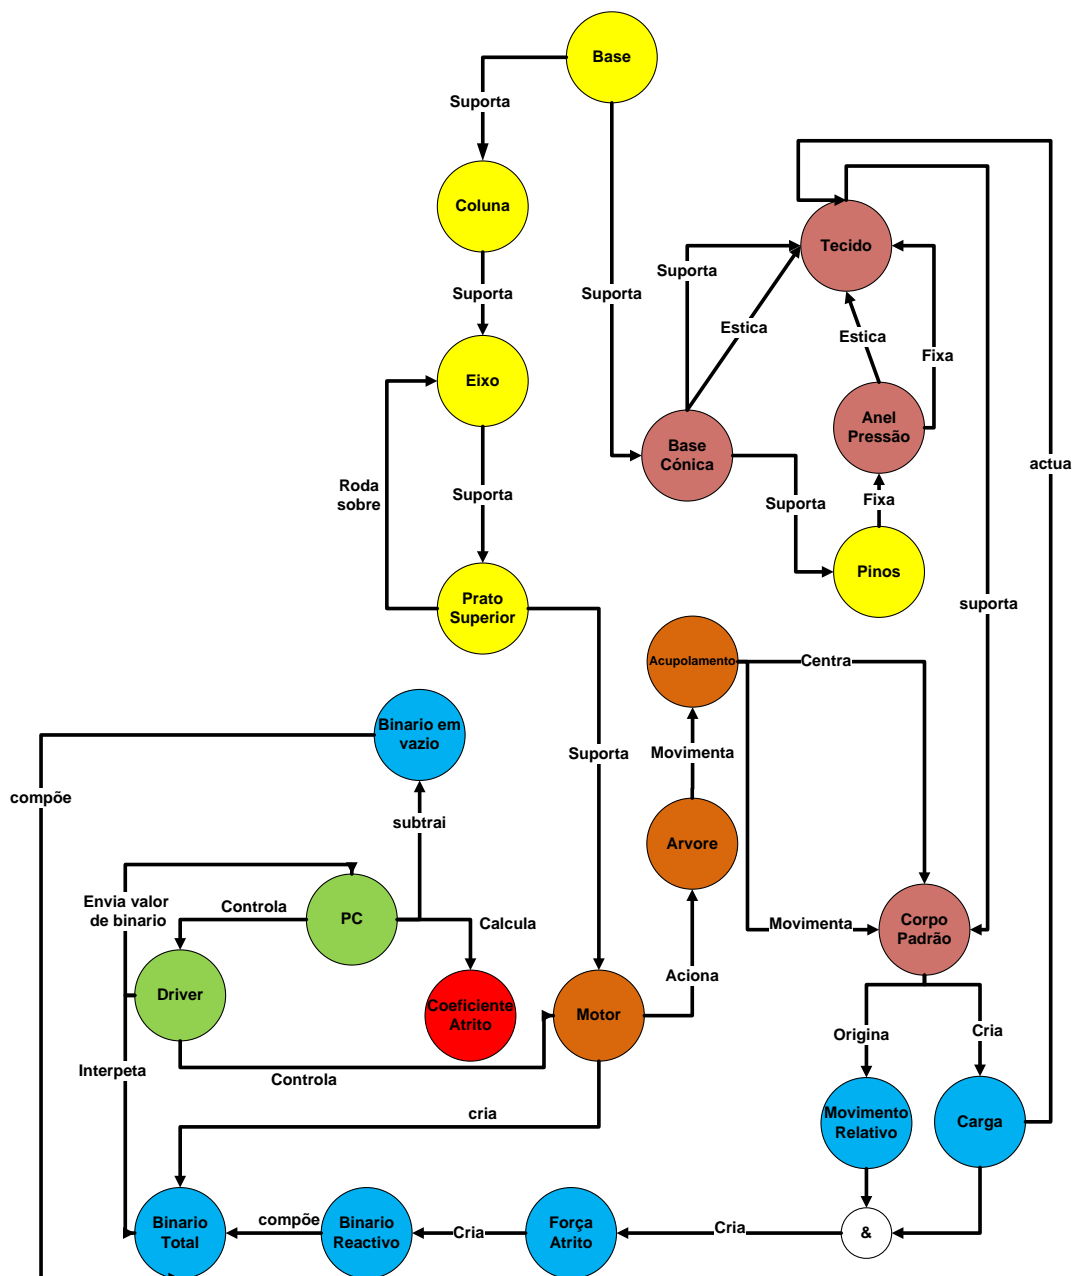 Base
Suporta
Coluna
Tecido
Suporta
Suporta
Suporta
Estica
Estica
Fixa
Eixo
Anel
Pressão
Base
Cónica
actua
Roda
sobre
Suporta
Suporta
Fixa
Pinos
Prato
Superior
suporta
Acupolamento
Centra
Binario em
vazio
Suporta
Movimenta
compõe
subtrai
Arvore
Envia valor
de binario
Controla
PC
Calcula
Movimenta
Corpo
Padrão
Aciona
Driver
Coeficiente
Atrito
Motor
Origina
Cria
Interpeta
Controla
cria
Movimento
Relativo
Carga
Binario
Total
compõe
Binario
Reactivo
Cria
Força
Atrito
Cria
&